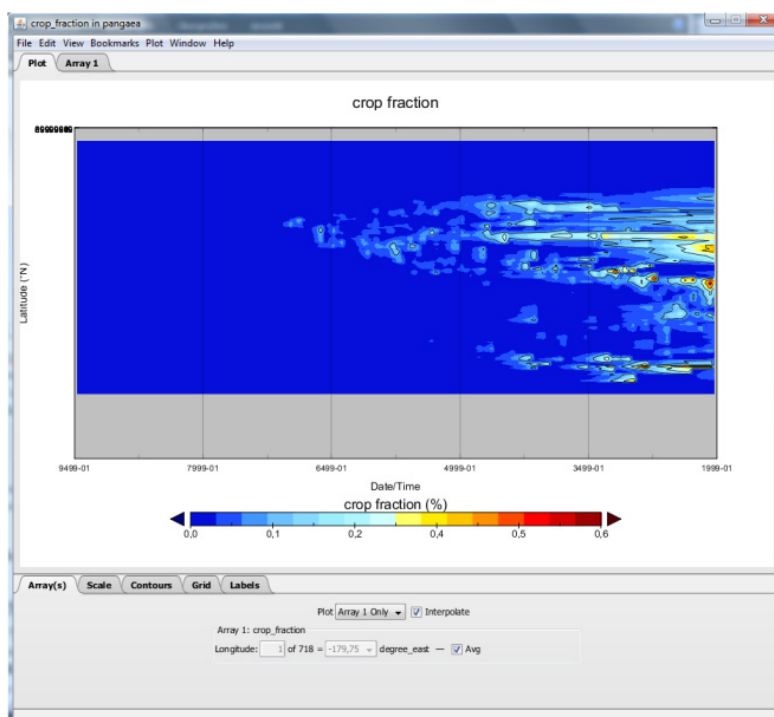 crop_fraction in pangaea
File Edit View Bookmarks Plot Window Help
Plot Array 1
crop fraction
Latitude (°N)
9499-01 7999-01 6499-01 4999-01 3499-01 1999-01
Date/Time
crop fraction (%)
0,0 0,1 0,2 0,4 0,5 0,6
Array(s) Scale Contours Grid Labels
Plot Array 1 Only Interpolate
Array 1: crop_fraction
Longitude: 1 of 718 = -179,75 degree_east — Avg